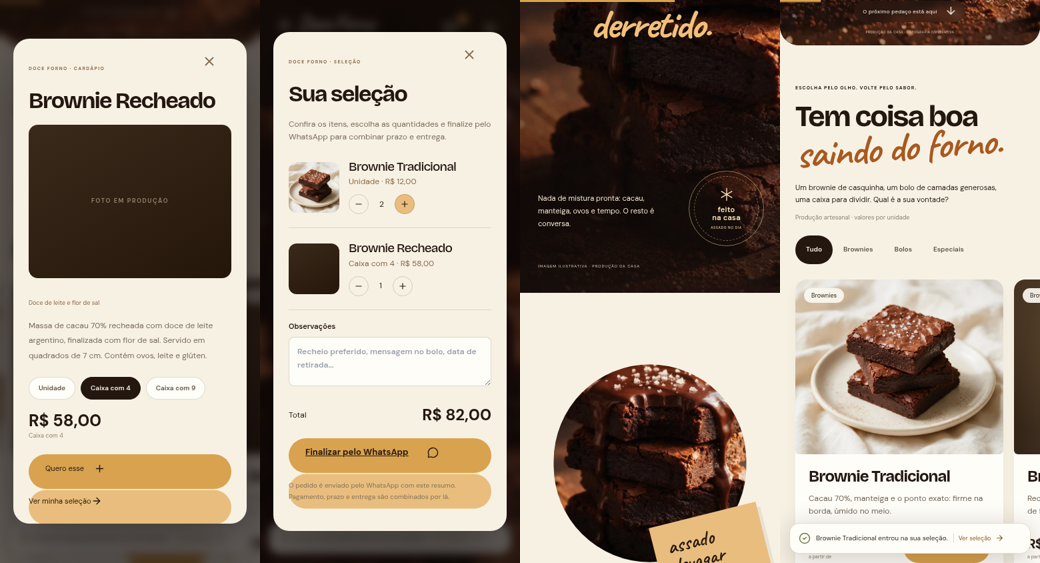 DOCE FORNO · CARDÁPIO
Brownie Recheado
FOTO EM PRODUÇÃO
Doce de leite e flor de sal
Massa de cacau 70% recheada com doce de leite
argentino, finalizada com flor de sal. Servido em
quadrados de 7 cm. Contém ovos, leite e glúten.
Unidade
Caixa com 4
Caixa com 9
R$ 58,00
Caixa com 4
Quero esse
Ver minha seleção
DOCE FORNO · SELEÇÃO
Sua seleção
Confira os itens, escolha as quantidades e finalize pelo
WhatsApp para combinar prazo e entrega.
Brownie Tradicional
Unidade · R$ 12,00
2
Brownie Recheado
Caixa com 4 · R$ 58,00
1
Observações
Recheio preferido, mensagem no bolo, data de
retirada...
Total
R$ 82,00
Finalizar pelo WhatsApp
O pedido é enviado pelo WhatsApp com este resumo.
Pagamento, prazo e entrega são combinados por lá.
derretido.
Nada de mistura pronta: cacau,
manteiga, ovos e tempo. O resto é
conversa.
feito
na casa
ASSADO NO DIA
IMAGEM ILUSTRATIVA · PRODUÇÃO DA CASA
assado
devagar
O próximo pedaço está aqui
ESCOLHA PELO OLHO. VOLTE PELO SABOR.
Tem coisa boa
saindo do forno.
Um brownie de casquinha, um bolo de camadas generosas,
uma caixa para dividir. Qual é a sua vontade?
Produção artesanal · valores por unidade
Tudo
Brownies
Bolos
Especiais
Brownies
Brownie Tradicional
Cacau 70%, manteiga e o ponto exato: firme na
borda, úmido no meio.
Brownie Tradicional entrou na sua seleção.
Ver seleção
a partir de